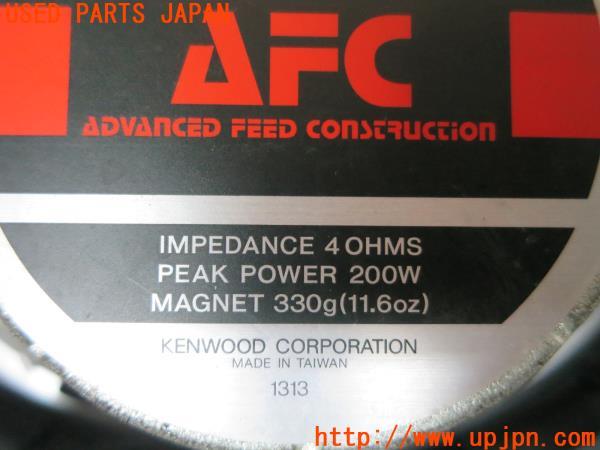 USED PARTS JAPAN
AFC
ADVANCED FEED CONSTRUCTION
IMPEDANCE 4 OHMS
PEAK POWER 200W
MAGNET 330g(11.6oz)
KENWOOD CORPORATION
MADE IN TAIWAN
1313
http://www.upjpn.com/